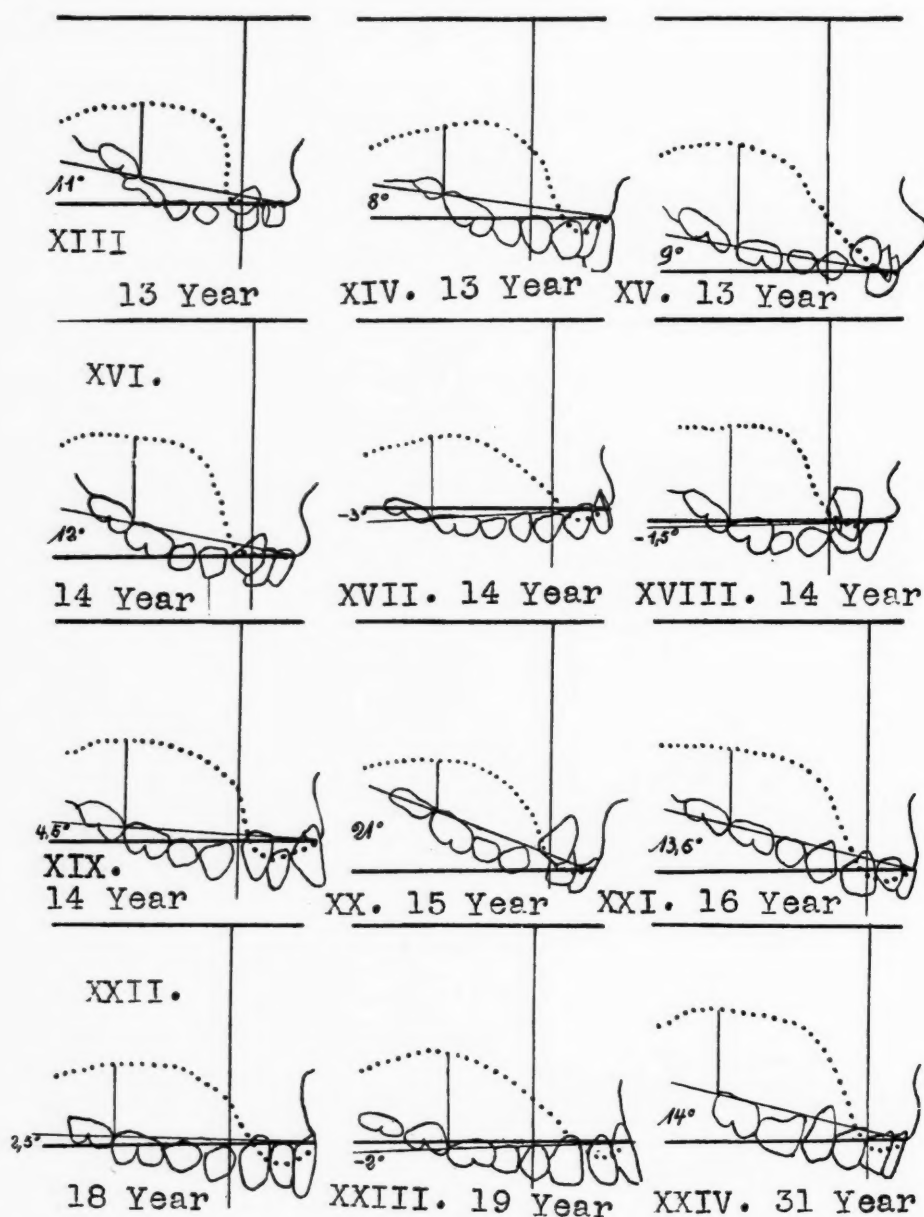 11°
8°
9°
XIII
13 Year
XIV. 13 Year
XV. 13 Year
XVI.
12°
-3°
-1,5°
14 Year
XVII. 14 Year
XVIII. 14 Year
4,5°
21°
13,5°
XIX.
14 Year
XX. 15 Year
XXI. 16 Year
XXII.
2,5°
-2°
14°
18 Year
XXIII. 19 Year
XXIV. 31 Year